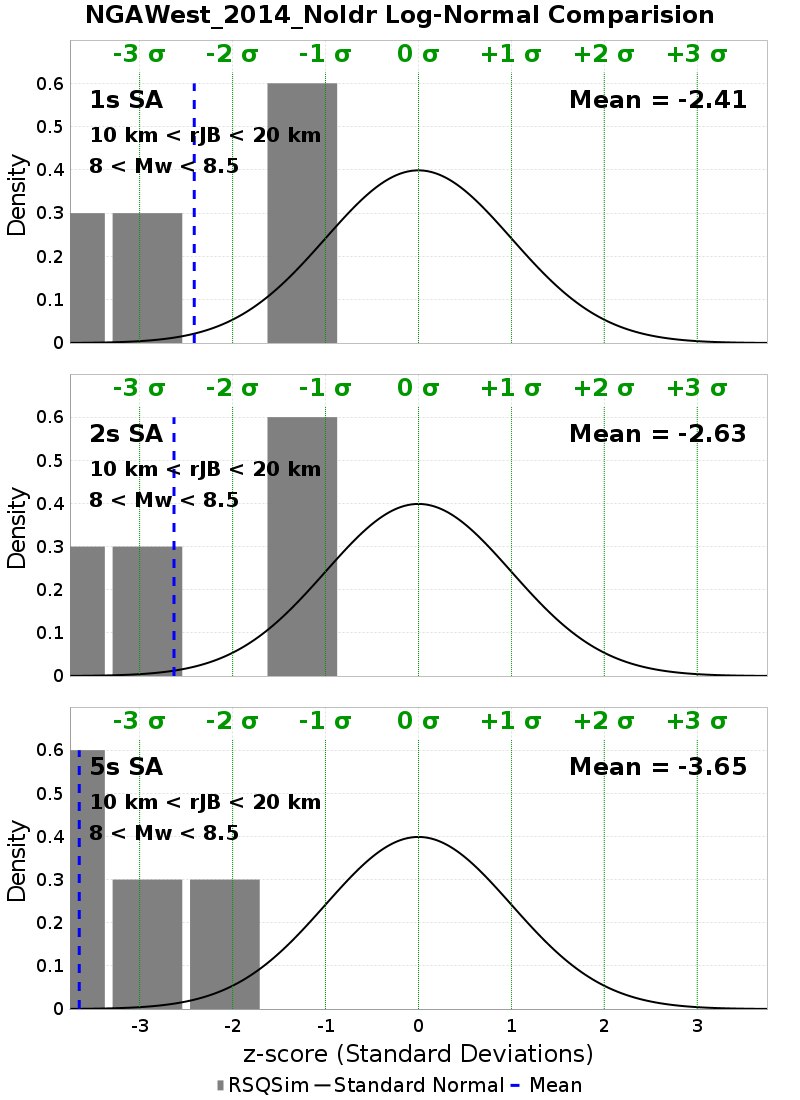 NGAWest_2014_NoIdr Log-Normal Comparision
-3 σ -2 σ -1 σ 0 σ +1 σ +2 σ +3 σ
0.6
1s SA
Mean = -2.41
0.5
10 km < rJB < 20 km
8 < Mw < 8.5
0.4
0.3
0.2
0.1
0
Density
-3 σ -2 σ -1 σ 0 σ +1 σ +2 σ +3 σ
0.6
2s SA
Mean = -2.63
0.5
10 km < rJB < 20 km
8 < Mw < 8.5
0.4
0.3
0.2
0.1
0
Density
-3 σ -2 σ -1 σ 0 σ +1 σ +2 σ +3 σ
0.6
5s SA
Mean = -3.65
0.5
10 km < rJB < 20 km
8 < Mw < 8.5
0.4
0.3
0.2
0.1
0
Density
-3 -2 -1 0 1 2 3
z-score (Standard Deviations)
RSQSim Standard Normal Mean